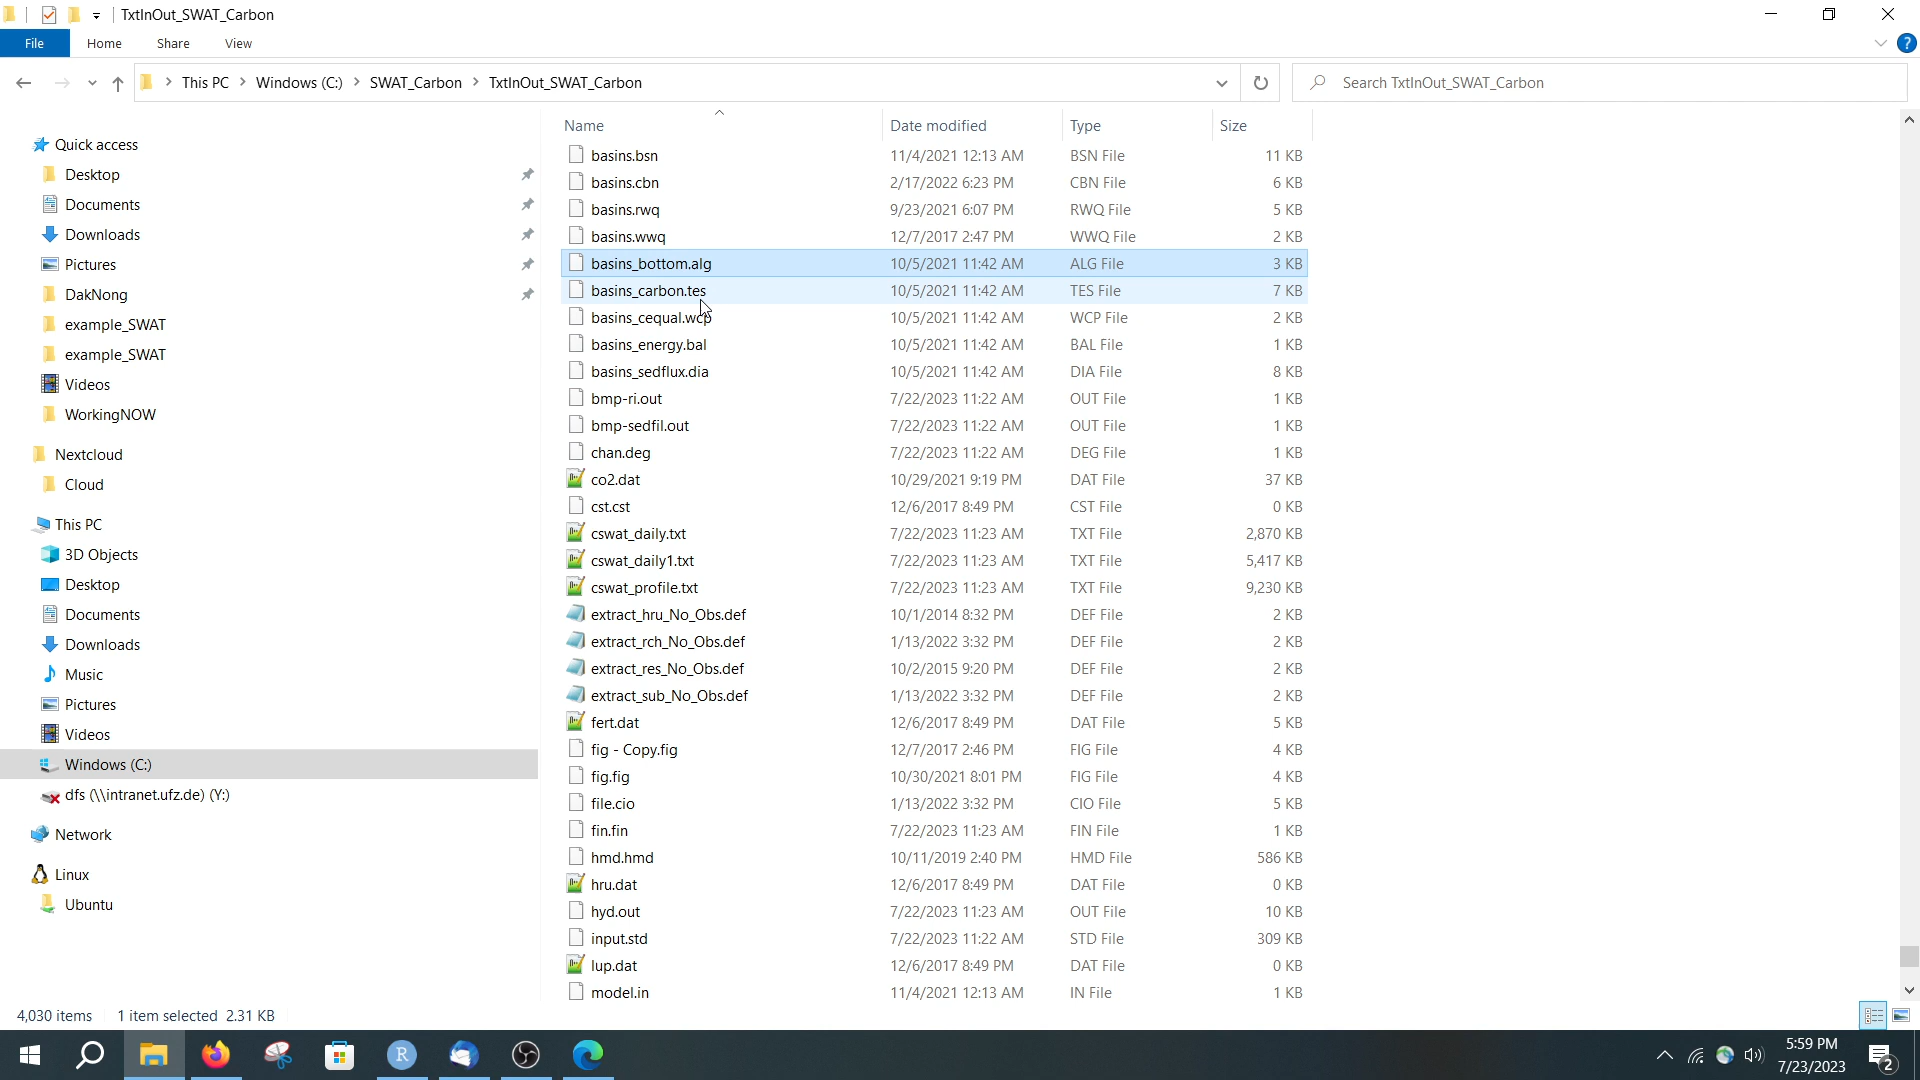 TxtInOut_SWAT_Carbon
File Home Share View
This PC Windows (C:) SWAT_Carbon TxtInOut_SWAT_Carbon Search TxtInOut_SWAT_Carbon
Name Date modified Type Size
Quick access
Desktop
Documents
Downloads
Pictures
DakNong
example_SWAT
example_SWAT
Videos
WorkingNOW
Nextcloud
Cloud
This PC
3D Objects
Desktop
Documents
Downloads
Music
Pictures
Videos
Windows (C:)
dfs (\\intranet.ufz.de) (Y:)
Network
Linux
Ubuntu
basins.bsn 11/4/2021 12:13 AM BSN File 11 KB
basins.cbn 2/17/2022 6:23 PM CBN File 6 KB
basins.rwq 9/23/2021 6:07 PM RWQ File 5 KB
basins.wwq 12/7/2017 2:47 PM WWQ File 2 KB
basins_bottom.alg 10/5/2021 11:42 AM ALG File 3 KB
basins_carbon.tes 10/5/2021 11:42 AM TES File 7 KB
basins_cequal.wcp 10/5/2021 11:42 AM WCP File 2 KB
basins_energy.bal 10/5/2021 11:42 AM BAL File 1 KB
basins_sedflux.dia 10/5/2021 11:42 AM DIA File 8 KB
bmp-ri.out 7/22/2023 11:22 AM OUT File 1 KB
bmp-sedfil.out 7/22/2023 11:22 AM OUT File 1 KB
chan.deg 7/22/2023 11:22 AM DEG File 1 KB
co2.dat 10/29/2021 9:19 PM DAT File 37 KB
cst.cst 12/6/2017 8:49 PM CST File 0 KB
cswat_daily.txt 7/22/2023 11:23 AM TXT File 2,870 KB
cswat_daily1.txt 7/22/2023 11:23 AM TXT File 5,417 KB
cswat_profile.txt 7/22/2023 11:23 AM TXT File 9,230 KB
extract_hru_No_Obs.def 10/1/2014 8:32 PM DEF File 2 KB
extract_rch_No_Obs.def 1/13/2022 3:32 PM DEF File 2 KB
extract_res_No_Obs.def 10/2/2015 9:20 PM DEF File 2 KB
extract_sub_No_Obs.def 1/13/2022 3:32 PM DEF File 2 KB
fert.dat 12/6/2017 8:49 PM DAT File 5 KB
fig - Copy.fig 12/7/2017 2:46 PM FIG File 4 KB
fig.fig 10/30/2021 8:01 PM FIG File 4 KB
file.cio 1/13/2022 3:32 PM CIO File 5 KB
fin.fin 7/22/2023 11:23 AM FIN File 1 KB
hmd.hmd 10/11/2019 2:40 PM HMD File 586 KB
hru.dat 12/6/2017 8:49 PM DAT File 0 KB
hyd.out 7/22/2023 11:23 AM OUT File 10 KB
input.std 7/22/2023 11:22 AM STD File 309 KB
lup.dat 12/6/2017 8:49 PM DAT File 0 KB
model.in 11/4/2021 12:13 AM IN File 1 KB
4,030 items 1 item selected 2.31 KB
R
5:59 PM
7/23/2023
2